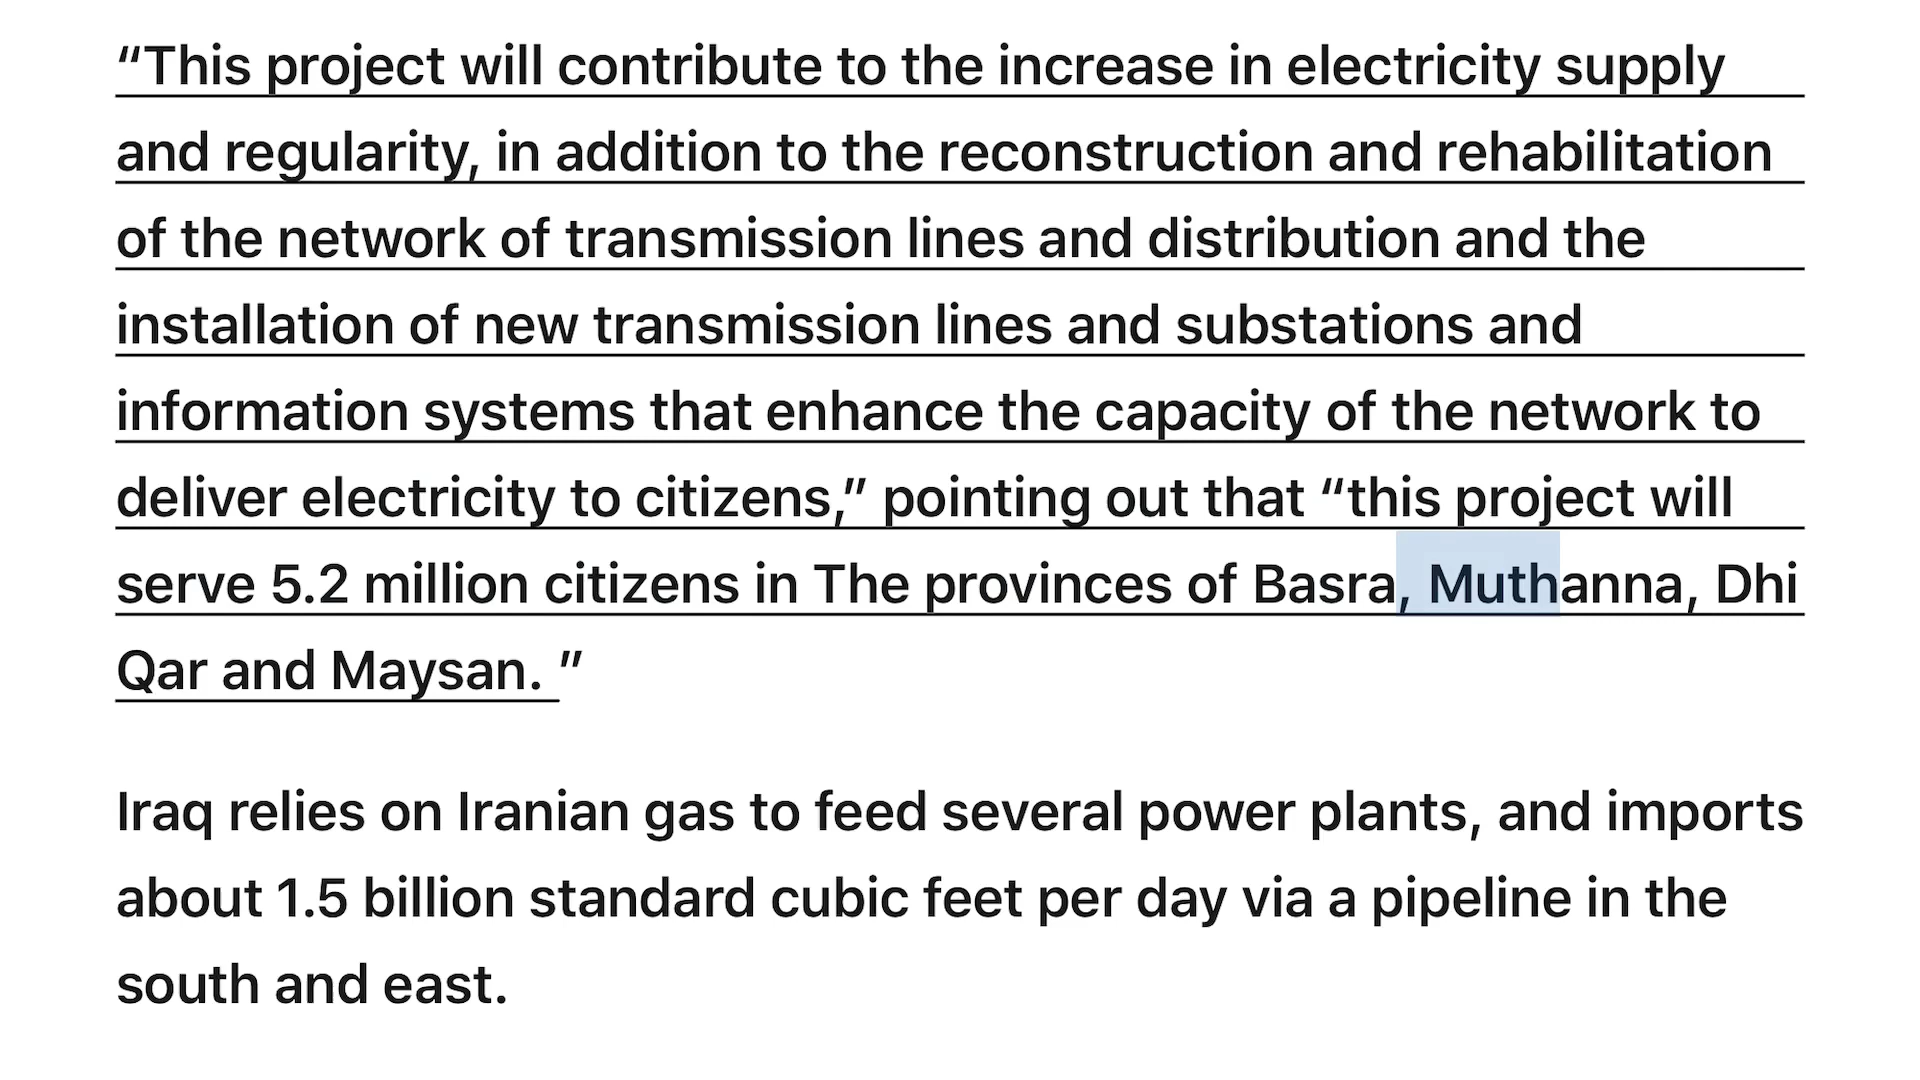 “This project will contribute to the increase in electricity supply
and regularity, in addition to the reconstruction and rehabilitation
of the network of transmission lines and distribution and the
installation of new transmission lines and substations and
information systems that enhance the capacity of the network to
deliver electricity to citizens,” pointing out that “this project will
serve 5.2 million citizens in The provinces of Basra, Muthanna, Dhi
Qar and Maysan. ”
Iraq relies on Iranian gas to feed several power plants, and imports
about 1.5 billion standard cubic feet per day via a pipeline in the
south and east.